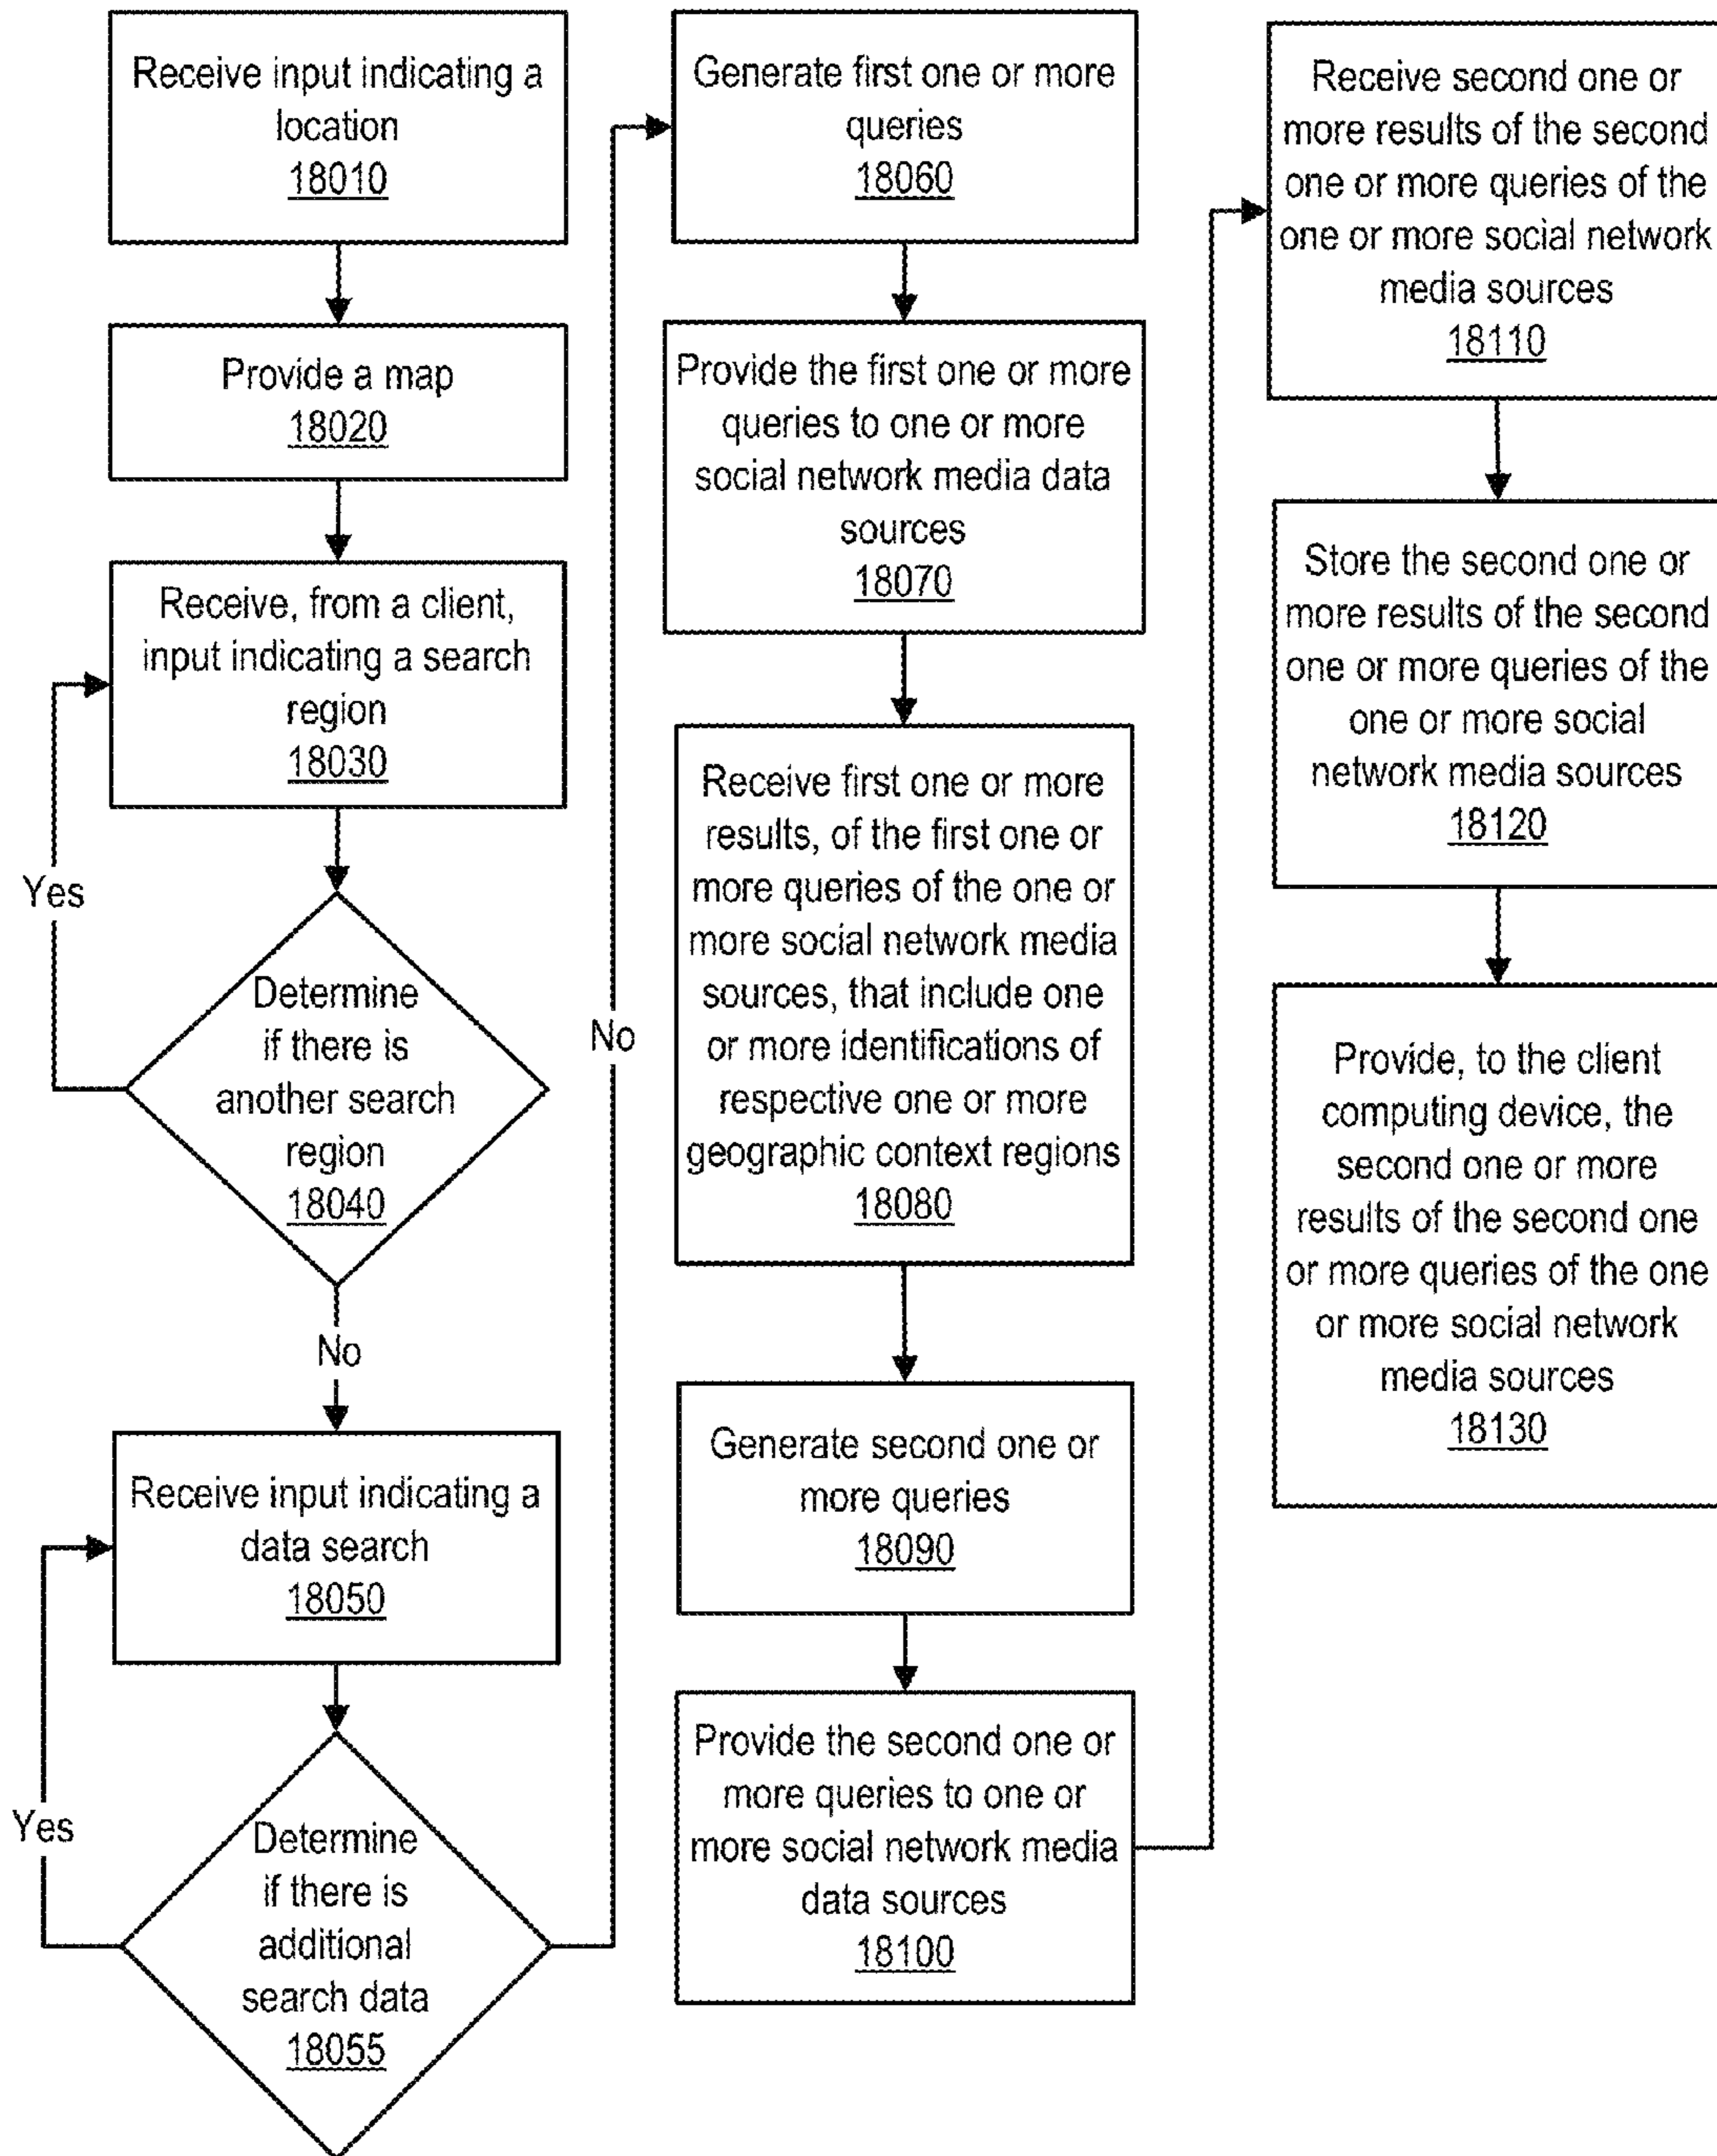 Receive input indicating a
location
18010
Provide a map
18020
Receive, from a client,
input indicating a search
region
18030
Yes
Determine
if there is
another search
region
18040
No
Receive input indicating a
data search
18050
Yes
Determine
if there is
additional
search data
18055
No
Generate first one or more
queries
18060
Provide the first one or more
queries to one or more
social network media data
sources
18070
Receive first one or more
results, of the first one or
more queries of the one or
more social network media
sources, that include one
or more identifications of
respective one or more
geographic context regions
18080
Generate second one or
more queries
18090
Provide the second one or
more queries to one or
more social network media
data sources
18100
Receive second one or
more results of the second
one or more queries of the
one or more social network
media sources
18110
Store the second one or
more results of the second
one or more queries of the
one or more social
network media sources
18120
Provide, to the client
computing device, the
second one or more
results of the second one
or more queries of the one
or more social network
media sources
18130